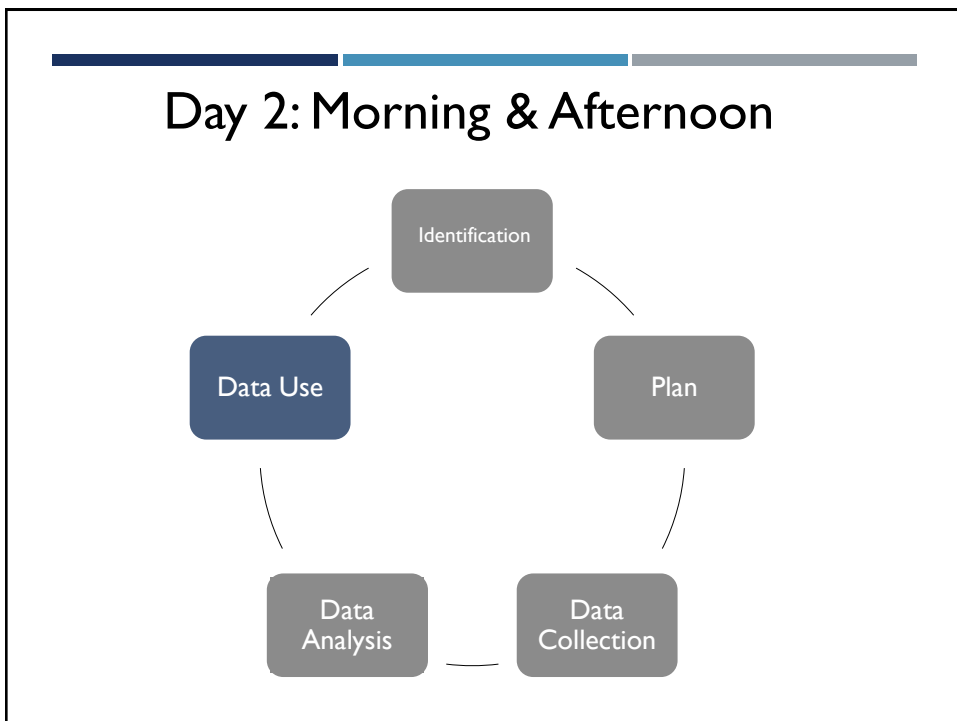 Day 2: Morning & Afternoon
Identification
Plan
Data
Collection
Data
Analysis
Data Use